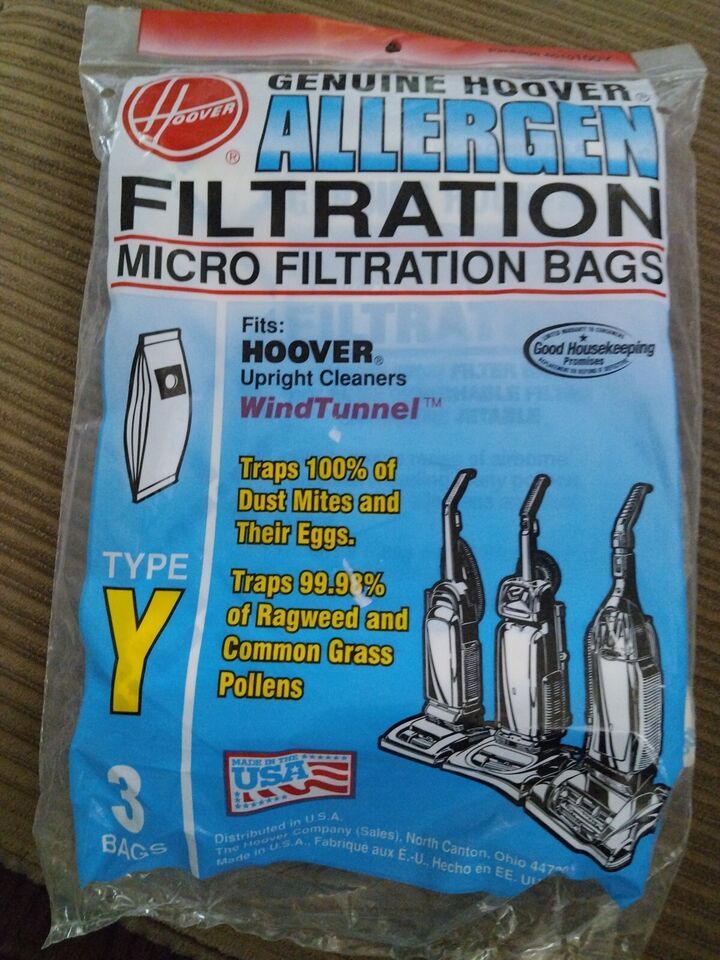 HOOVER
®
GENUINE HOOVER®
ALLERGEN
FILTRATION
MICRO FILTRATION BAGS
Fits:
HOOVER®
Upright Cleaners
WindTunnel™
Good Housekeeping
Promises
Traps 100% of
Dust Mites and
Their Eggs.
TYPE
Y
Traps 99.98%
of Ragweed and
Common Grass
Pollens
3
BAGS
MADE IN THE
USA
Distributed in U.S.A.
The Hoover Company (Sales), North Canton, Ohio
Made in U.S.A., Fabrique aux E.-U., Hecho en EE.